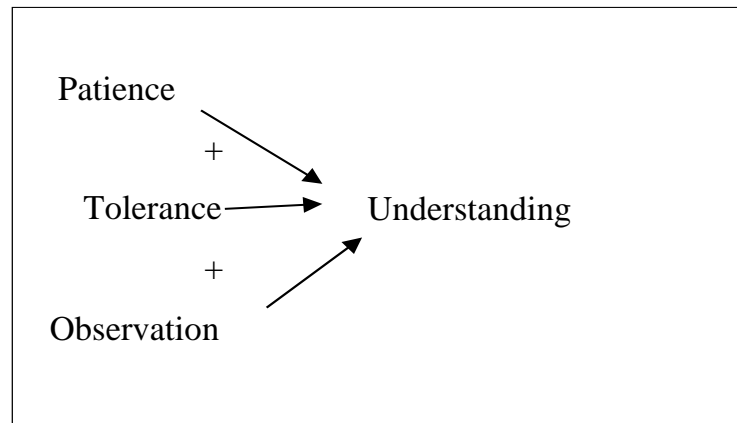 Patience
+
Tolerance Understanding
+
Observation